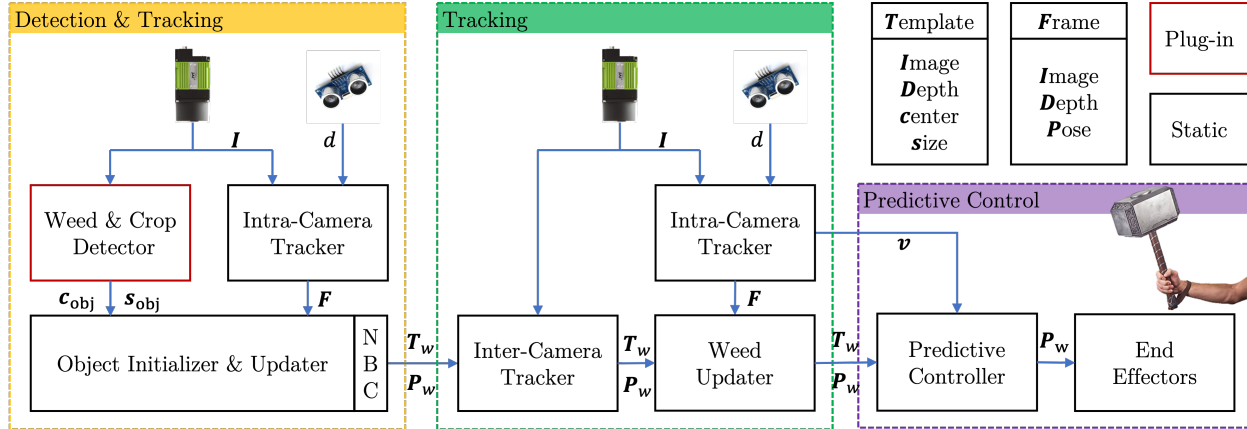 Detection & Tracking
I
d
Weed & Crop
Detector
Intra-Camera
Tracker
c_obj
s_obj
F
Object Initializer & Updater
N
B
C
T_w
P_w
Tracking
I
d
Intra-Camera
Tracker
F
Inter-Camera
Tracker
T_w
P_w
Weed
Updater
T_w
P_w
Template
Image
Depth
center
size
Frame
Image
Depth
Pose
Plug-in
Static
Predictive Control
v
Predictive
Controller
P_w
End
Effectors